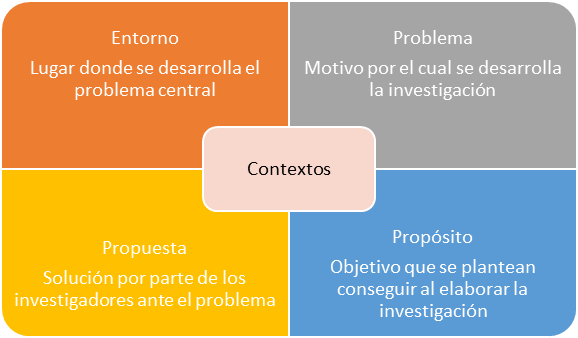 Entorno
Lugar donde se desarrolla el
problema central
Problema
Motivo por el cual se desarrolla
la investigación
Contextos
Propuesta
Solución por parte de los
investigadores ante el problema
Propósito
Objetivo que se plantean
conseguir al elaborar la
investigación